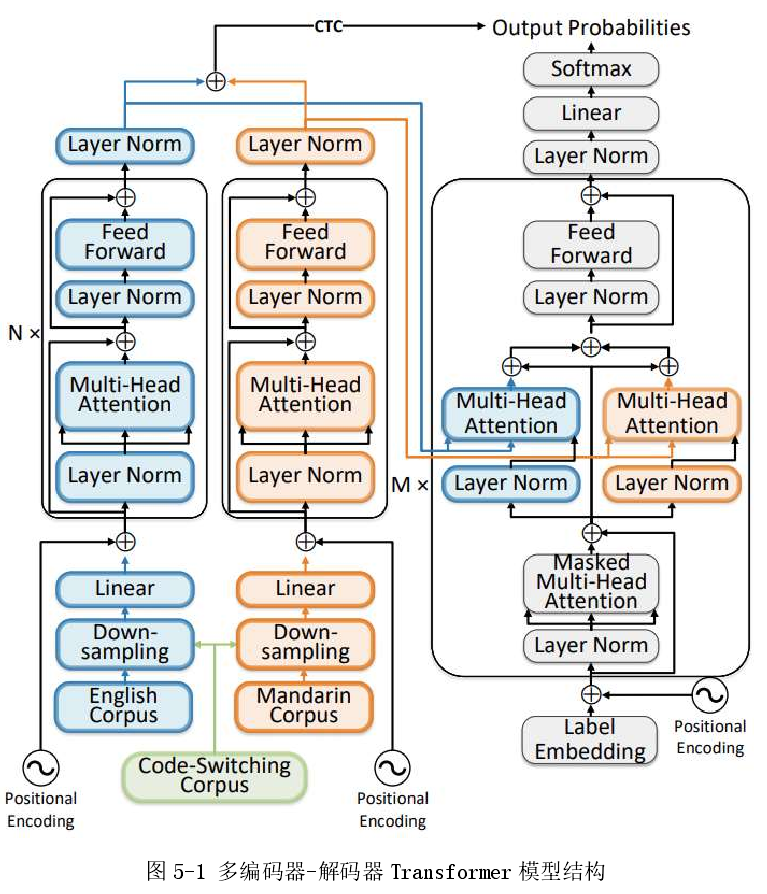 CTC
Output Probabilities
Softmax
Linear
Layer Norm
Layer Norm
Layer Norm
Feed
Forward
Layer Norm
Multi-Head
Attention
Layer Norm
N ×
Feed
Forward
Layer Norm
Multi-Head
Attention
Layer Norm
Feed
Forward
Layer Norm
Multi-Head
Attention
Layer Norm
Multi-Head
Attention
Layer Norm
M ×
Masked
Multi-Head
Attention
Layer Norm
Linear
Down-
sampling
English
Corpus
Linear
Down-
sampling
Mandarin
Corpus
Code-Switching
Corpus
Positional
Encoding
Positional
Encoding
Label
Embedding
Positional
Encoding
图 5-1 多编码器-解码器 Transformer 模型结构